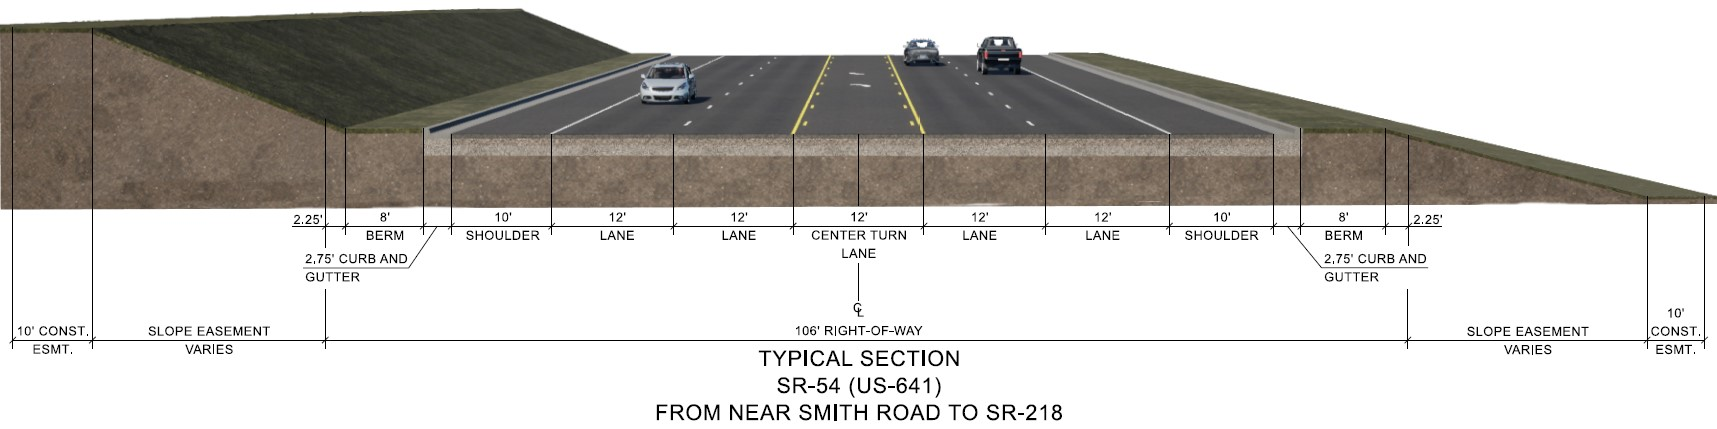 2.25' 8' 10' 12' 12' 12' 12' 12' 10' 8' 2.25'
BERM SHOULDER LANE LANE CENTER TURN LANE LANE SHOULDER BERM
LANE
2,75' CURB AND 2,75' CURB AND
GUTTER GUTTER
℄
10' CONST. SLOPE EASEMENT 106' RIGHT-OF-WAY SLOPE EASEMENT 10'
CONST.
ESMT. VARIES VARIES ESMT.
TYPICAL SECTION
SR-54 (US-641)
FROM NEAR SMITH ROAD TO SR-218